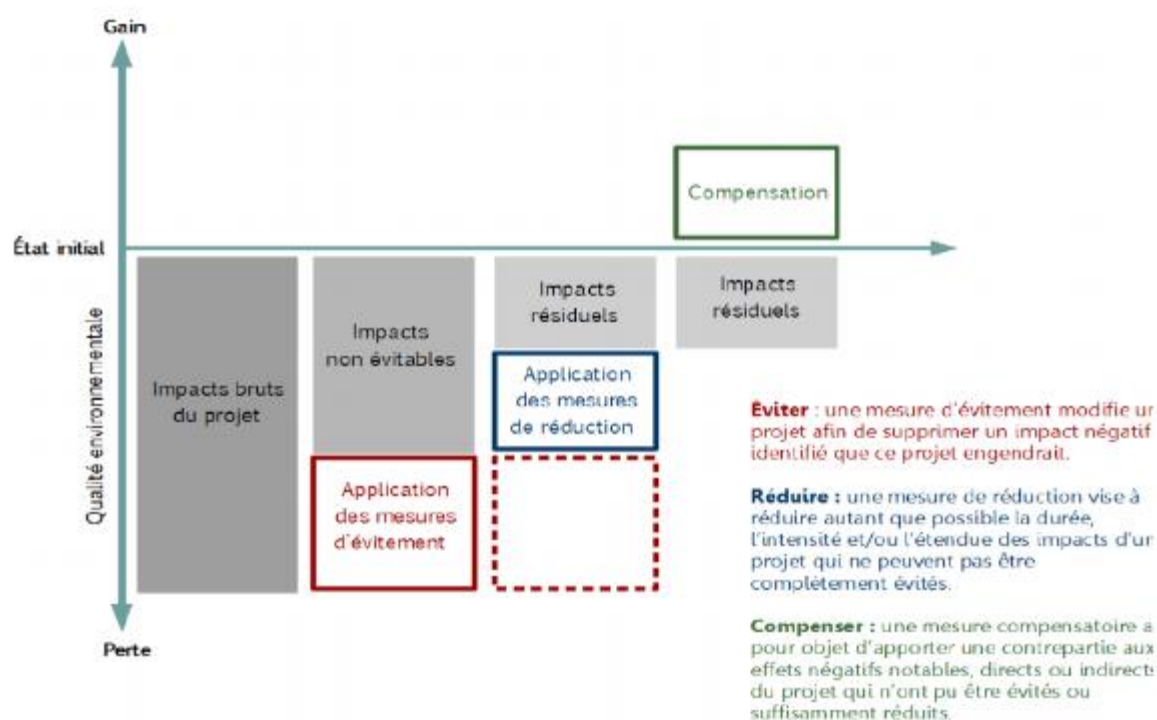 Gain
Compensation
État initial
Impacts bruts
du projet
Impacts
non évitables
Impacts
résiduels
Impacts
résiduels
Application
des mesures
de réduction
Application
des mesures
d'évitement
Qualité environnementale
Perte
Éviter : une mesure d'évitement modifie ur
projet afin de supprimer un impact négatif
identifié que ce projet engendrait.
Réduire : une mesure de réduction vise à
réduire autant que possible la durée,
l'intensité et/ou l'étendue des impacts d'ur
projet qui ne peuvent pas être
complètement évités.
Compenser : une mesure compensatoire a
pour objet d'apporter une contrepartie aux
effets négatifs notables, directs ou indirects
du projet qui n'ont pu être évités ou
suffisamment réduits.